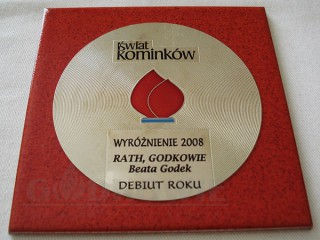 świat
kominków
WYRÓŻNIENIE 2008
RATH, GODKOWIE
Beata Godek
DEBIUT ROKU